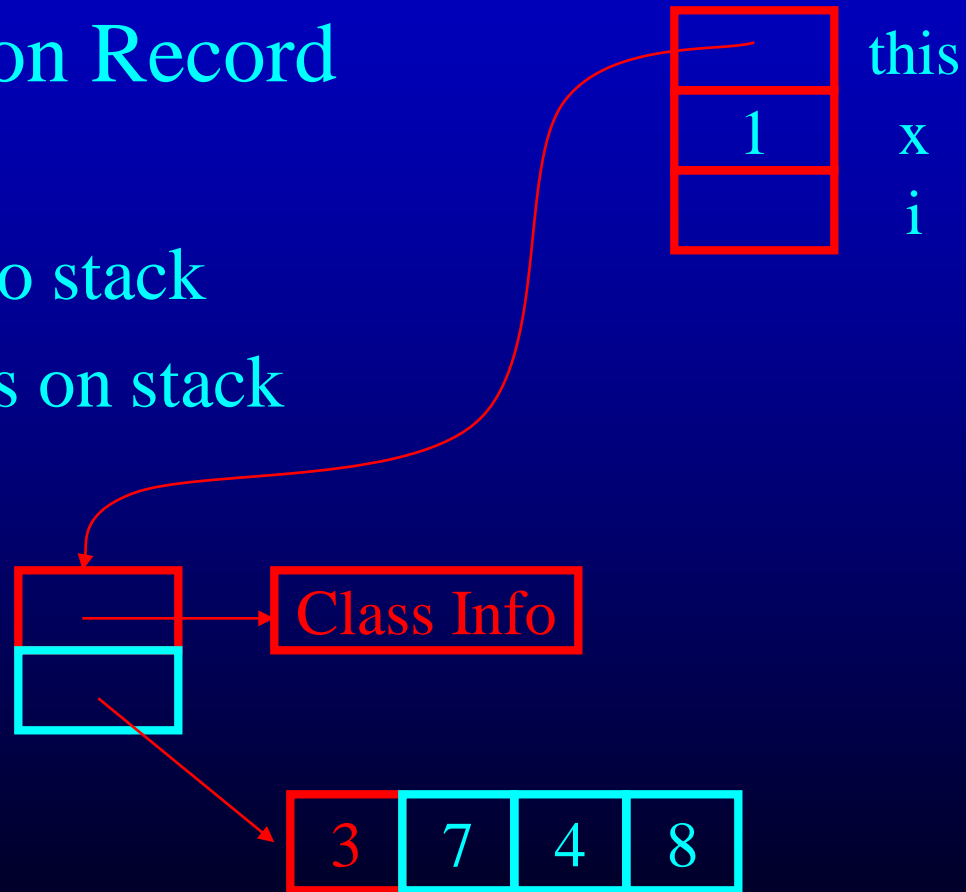 on Record
this
1 x
i
o stack
s on stack
Class Info
3 7 4 8